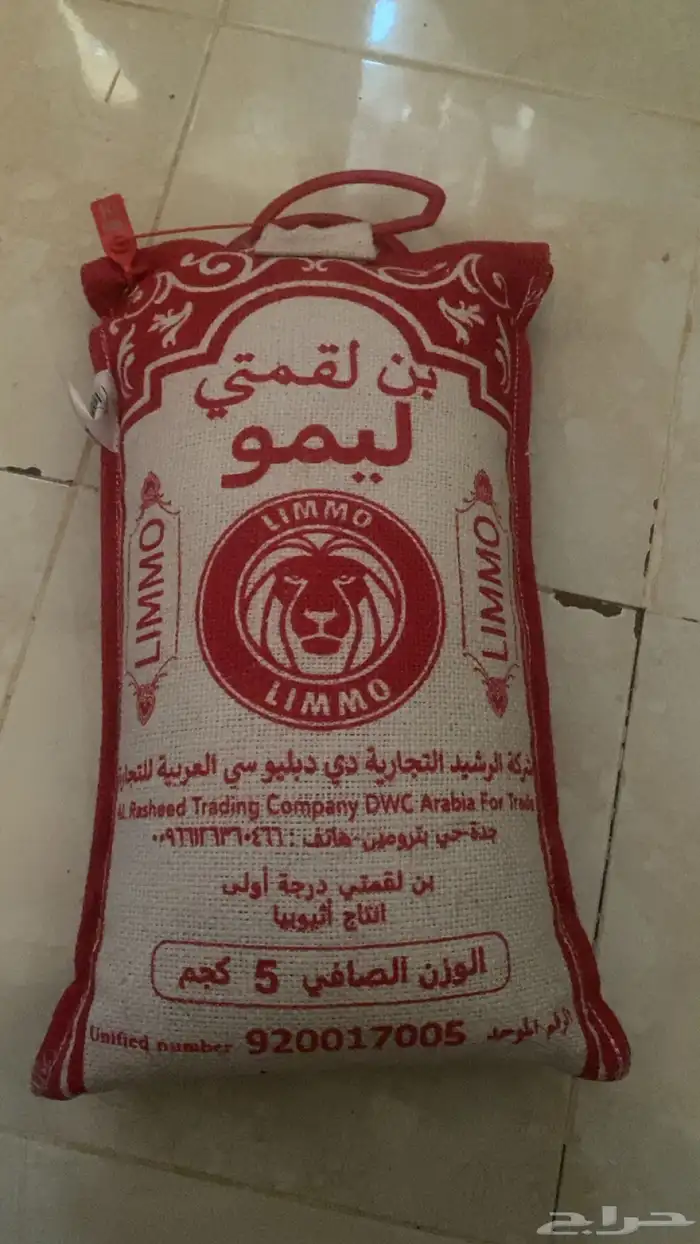 بن لقمتي
ليمو
LIMMO
LIMMO
LIMMO
LIMMO
شركة الرشيد التجارية دي دبليو سي العربية للتجارة
AL Rasheed Trading Company DWC Arabia For Trade
جدة-حي بترومين-هاتف : ٠٠٩٦٦١٢٦٣٦٠٤٦٦
بن لقمتي درجة أولى
انتاج أثيوبيا
الوزن الصافي 5 كجم
Unified number 920017005 الرقم الموحد
حراج